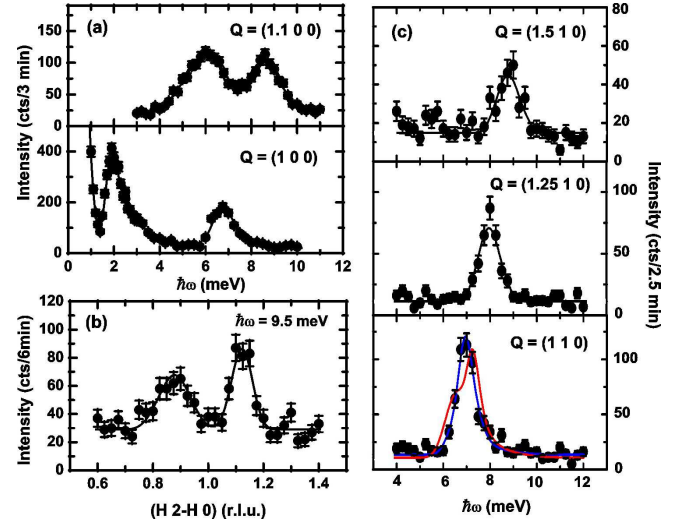 (a)
Q = (1.1 0 0)
150
100
50
0
Intensity (cts/3 min)
Q = (1 0 0)
400
250
125
0
0 2 4 6 8 10 12
ħω (meV)
(b)
ħω = 9.5 meV
120
100
80
60
40
20
Intensity (cts/6min)
0.6 0.8 1.0 1.2 1.4
(H 2-H 0) (r.l.u.)
(c)
Q = (1.5 1 0)
80
60
40
20
0
Q = (1.25 1 0)
100
50
0
Intensity (cts/2.5 min)
Q = (1 1 0)
100
50
0
4 6 8 10 12
ħω (meV)